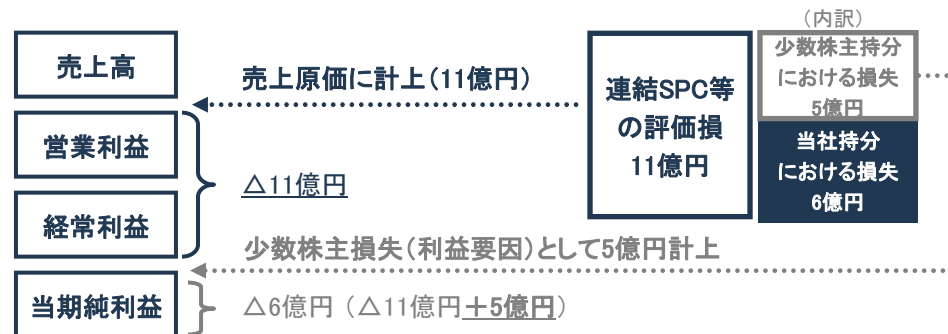 (内訳)
売上高
営業利益
経常利益
当期純利益
売上原価に計上(11億円)
△11億円
少数株主損失(利益要因)として5億円計上
△6億円 (△11億円+5億円)
連結SPC等
の評価損
11億円
少数株主持分
における損失
5億円
当社持分
における損失
6億円